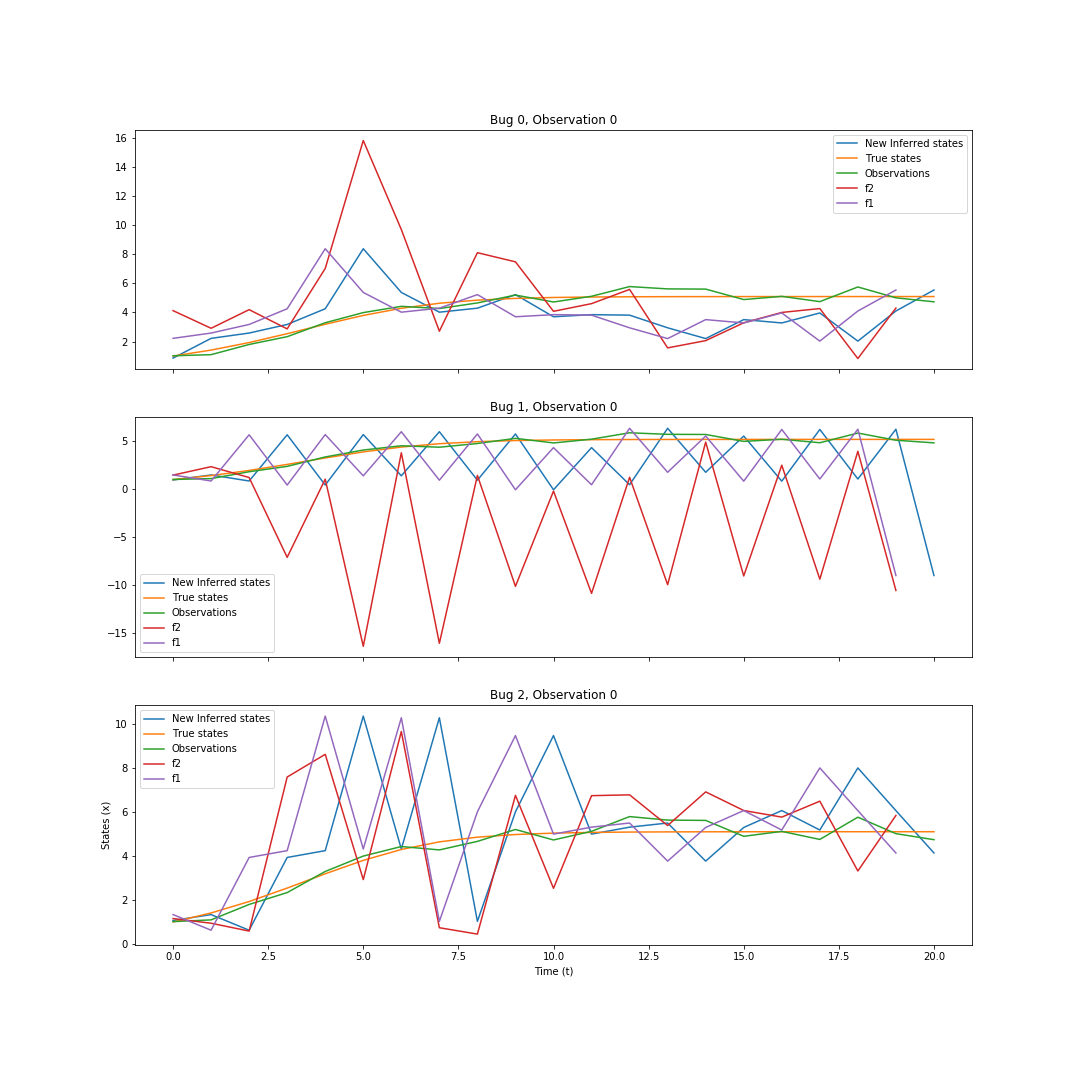 Bug 0, Observation 0
16
14
12
10
8
6
4
2
New Inferred states
True states
Observations
f2
f1
Bug 1, Observation 0
5
0
−5
−10
−15
New Inferred states
True states
Observations
f2
f1
Bug 2, Observation 0
10
8
6
4
2
0
States (x)
New Inferred states
True states
Observations
f2
f1
0.0 2.5 5.0 7.5 10.0 12.5 15.0 17.5 20.0
Time (t)